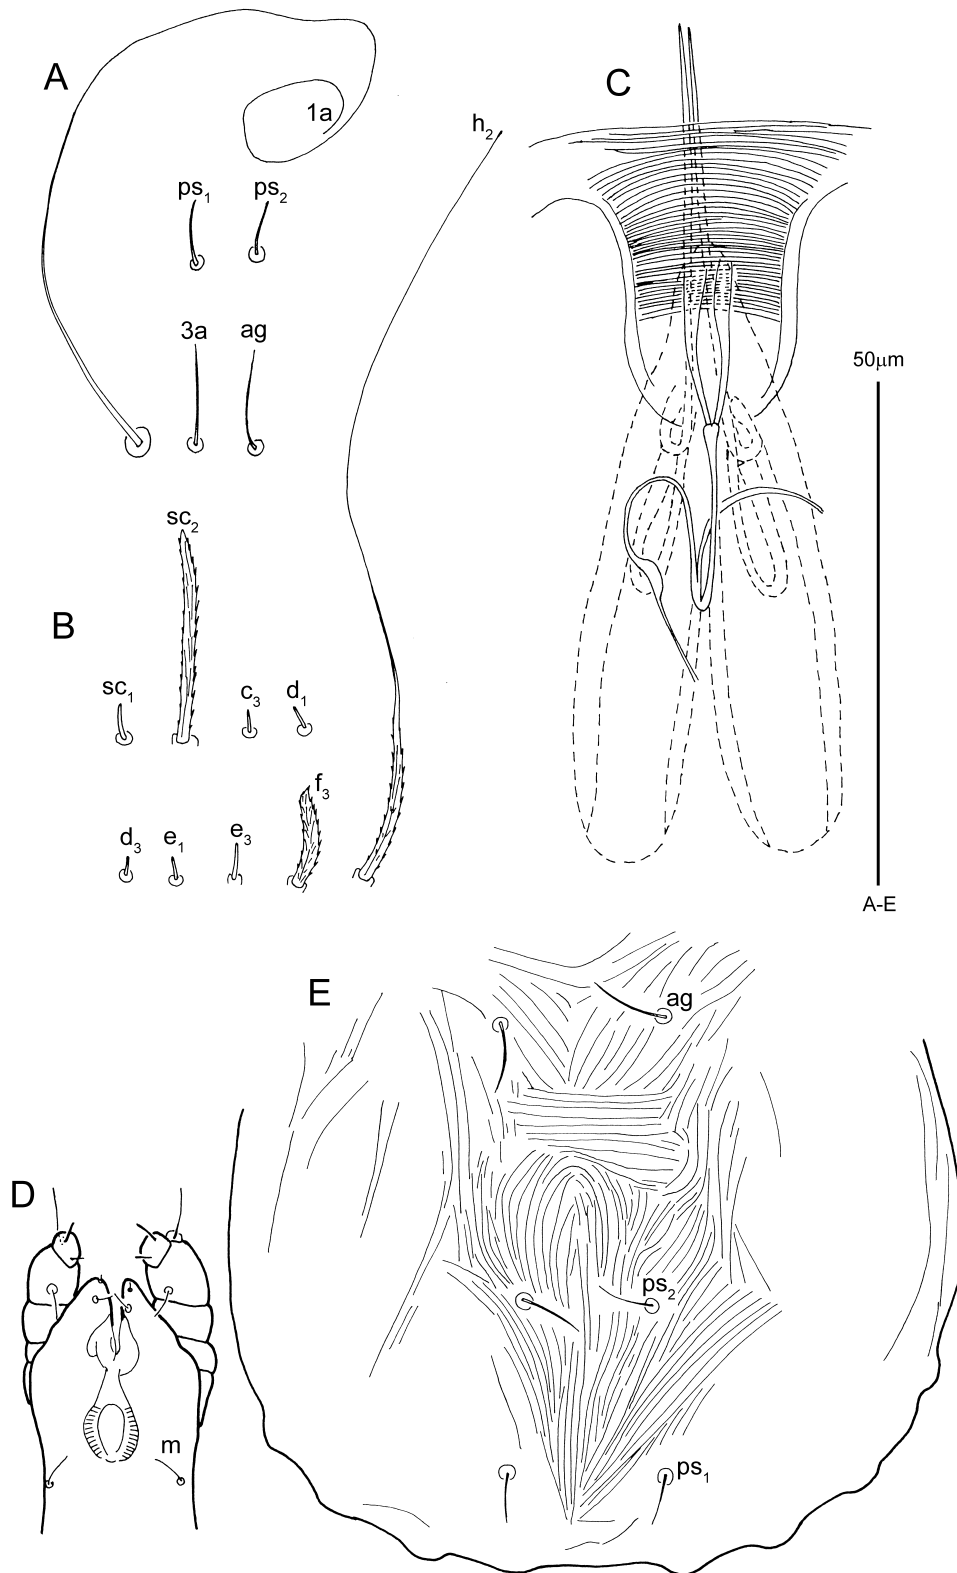 A
1a
C
h2
ps1 ps2
3a ag
50μm
sc2
B
sc1 c3 d1
f3
d3 e1 e3
A-E
E
ag
D
ps2
m
ps1